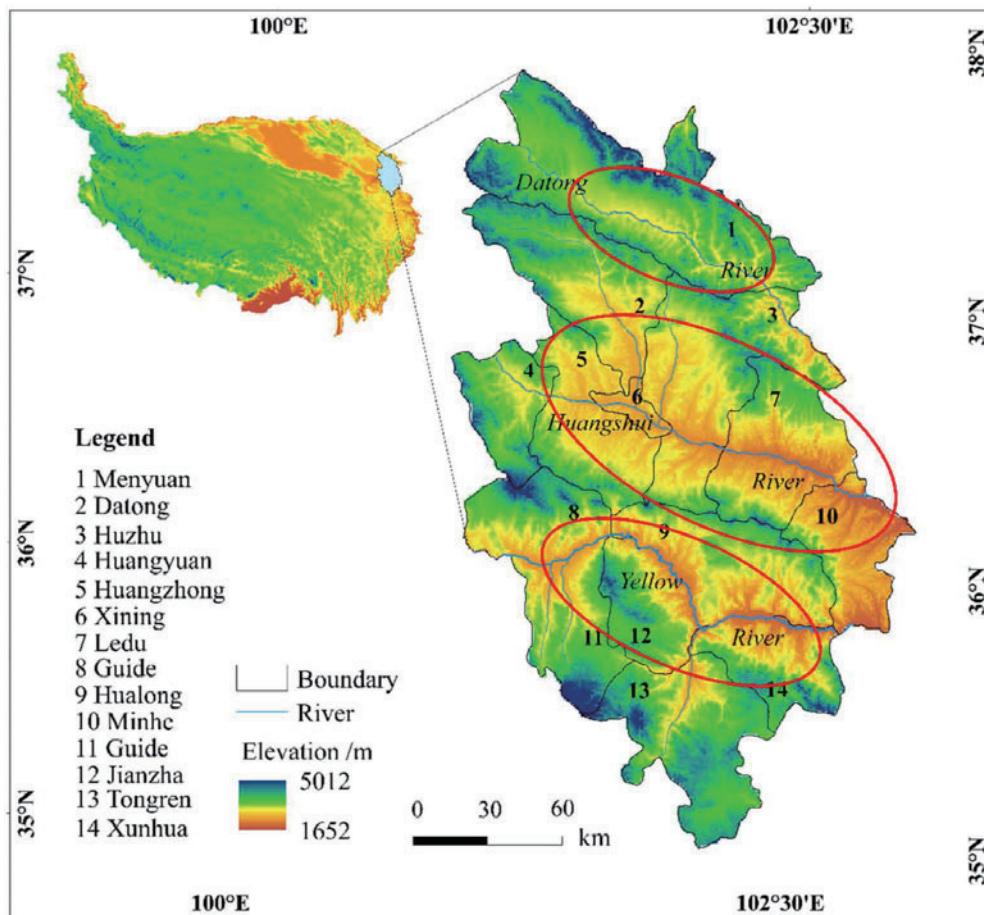 100°E
102°30′E
38°N
37°N
37°N
36°N
36°N
35°N
35°N
100°E
102°30′E
Datong
River
1
2
3
4
5
6
7
Huangshui
River
8
9
10
Yellow
River
11
12
13
14
Legend
1 Menyuan
2 Datong
3 Huzhu
4 Huangyuan
5 Huangzhong
6 Xining
7 Ledu
8 Guide
9 Hualong
10 Minhc
11 Guide
12 Jianzha
13 Tongren
14 Xunhua
Boundary
River
Elevation /m
5012
1652
0 30 60
km